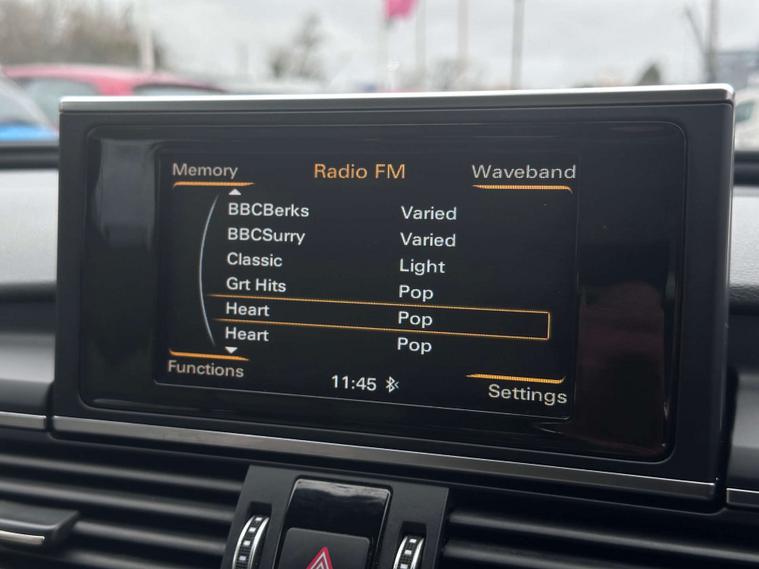 Memory Radio FM Waveband
BBCBerks Varied
BBCSurry Varied
Classic Light
Grt Hits Pop
Heart Pop
Heart Pop
Functions 11:45 Settings